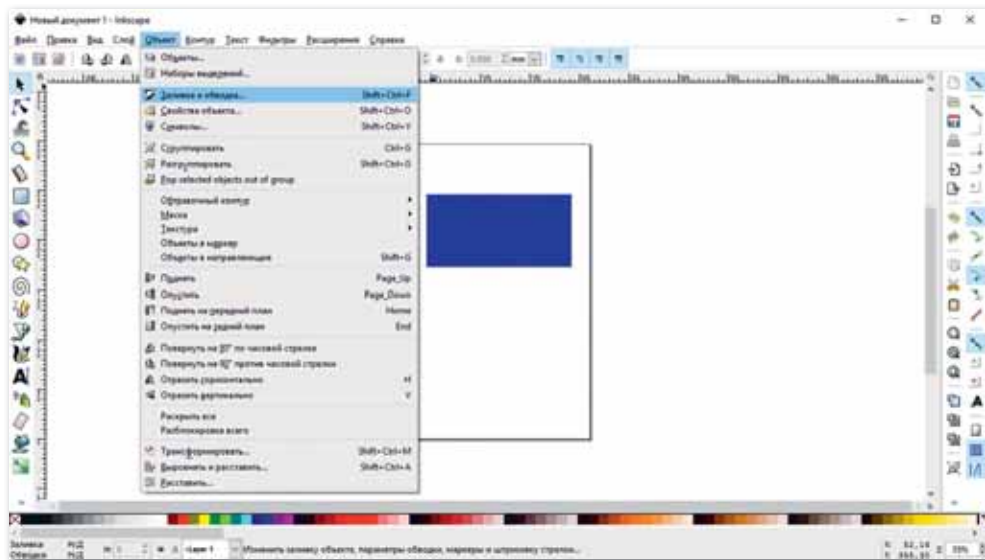 Новый документ 1 - Inkscape
Файл Правка Вид Слой Объект Контур Текст Фильтры Расширения Справка
Объекты...
Наборы выделений...
Заливка и обводка... Shift+Ctrl+F
Свойства объекта... Shift+Ctrl+O
Символы... Shift+Ctrl+Y
Сгруппировать Ctrl+G
Разгруппировать Shift+Ctrl+G
Pop selected objects out of group
Обтравочный контур
Маска
Текстура
Объекты в маркер
Объекты в направляющие Shift+G
Поднять Page_Up
Опустить Page_Down
Поднять на передний план Home
Опустить на задний план End
Повернуть на 90° по часовой стрелке
Повернуть на 90° против часовой стрелки
Отразить горизонтально H
Отразить вертикально V
Раскрыть все
Разблокировка всего
Трансформировать... Shift+Ctrl+M
Выровнять и расставить... Shift+Ctrl+A
Расставить...
Заливка Н/Д
Обводка Н/Д
Изменить заливку объекта, параметры обводки, маркеры и штриховку стрелок...
35%